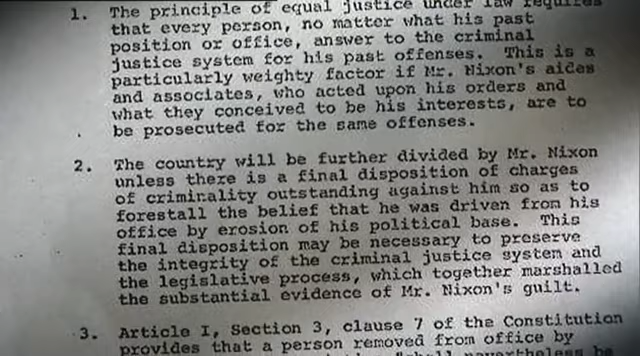 1. The principle of equal justice under law requires
that every person, no matter what his past
position or office, answer to the criminal
justice system for his past offenses. This is a
particularly weighty factor if Mr. Nixon's aides
and associates, who acted upon his orders and
what they conceived to be his interests, are to
be prosecuted for the same offenses.
2. The country will be further divided by Mr. Nixon
unless there is a final disposition of charges
of criminality outstanding against him so as to
forestall the belief that he was driven from his
office by erosion of his political base. This
final disposition may be necessary to preserve
the integrity of the criminal justice system and
the legislative process, which together marshalled
the substantial evidence of Mr. Nixon's guilt.
3. Article I, Section 3, clause 7 of the Constitution
provides that a person removed from office by
nevertheless be